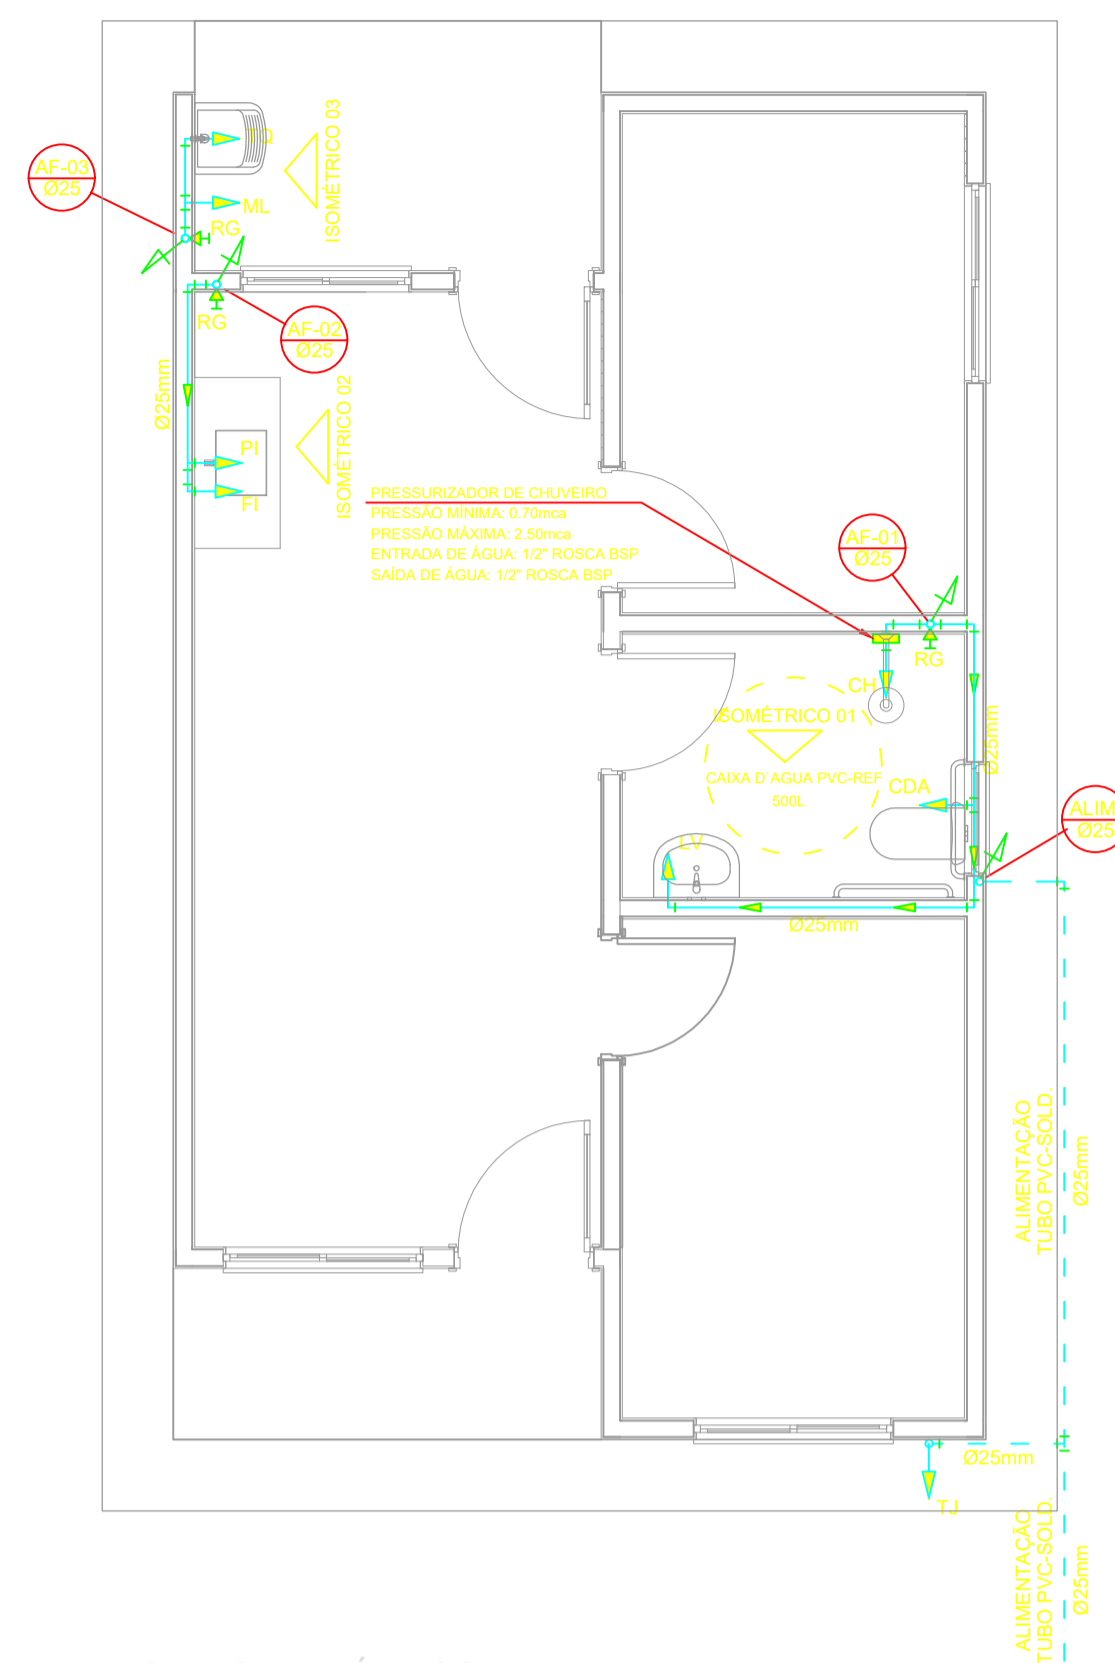 TQ
ISOMÉTRICO 03
AF-03
Ø25
ML
RG
RG
AF-02
Ø25
Ø25mm
ISOMÉTRICO 02
PI
FI
PRESSURIZADOR DE CHUVEIRO
PRESSÃO MÍNIMA: 0.70mca
PRESSÃO MÁXIMA: 2.50mca
ENTRADA DE ÁGUA: 1/2" ROSCA BSP
SAÍDA DE ÁGUA: 1/2" ROSCA BSP
AF-01
Ø25
RG
CH
ISOMÉTRICO 01
Ø25mm
CAIXA D`AGUA PVC-REF
500L
CDA
ALIM
Ø25
LV
Ø25mm
ALIMENTAÇÃO
TUBO PVC-SOLD.
Ø25mm
Ø25mm
TJ
ALIMENTAÇÃO
TUBO PVC-SOLD.
Ø25mm